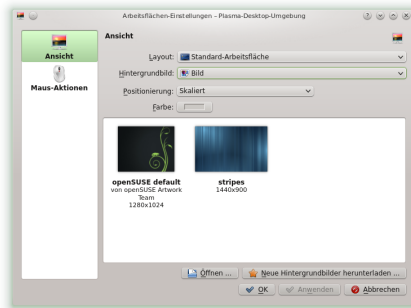 Arbeitsflächen-Einstellungen – Plasma-Desktop-Umgebung
Ansicht
Maus-Aktionen
Ansicht
Layout: Standard-Arbeitsfläche
Hintergrundbild: Bild
Positionierung: Skaliert
Farbe:
openSUSE default
von openSUSE Artwork
Team
1280x1024
stripes
1440x900
Öffnen ...
Neue Hintergrundbilder herunterladen ...
OK
Anwenden
Abbrechen